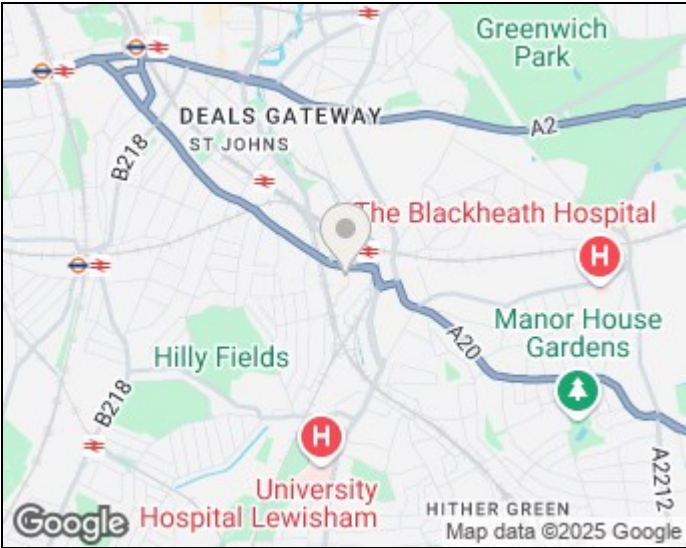 Greenwich
Park
DEALS GATEWAY
A2
ST JOHNS
B218
The Blackheath Hospital
H
Manor House
Gardens
A20
Hilly Fields
B218
H
University
Hospital Lewisham
A2212
HITHER GREEN
Google
Map data ©2025 Google